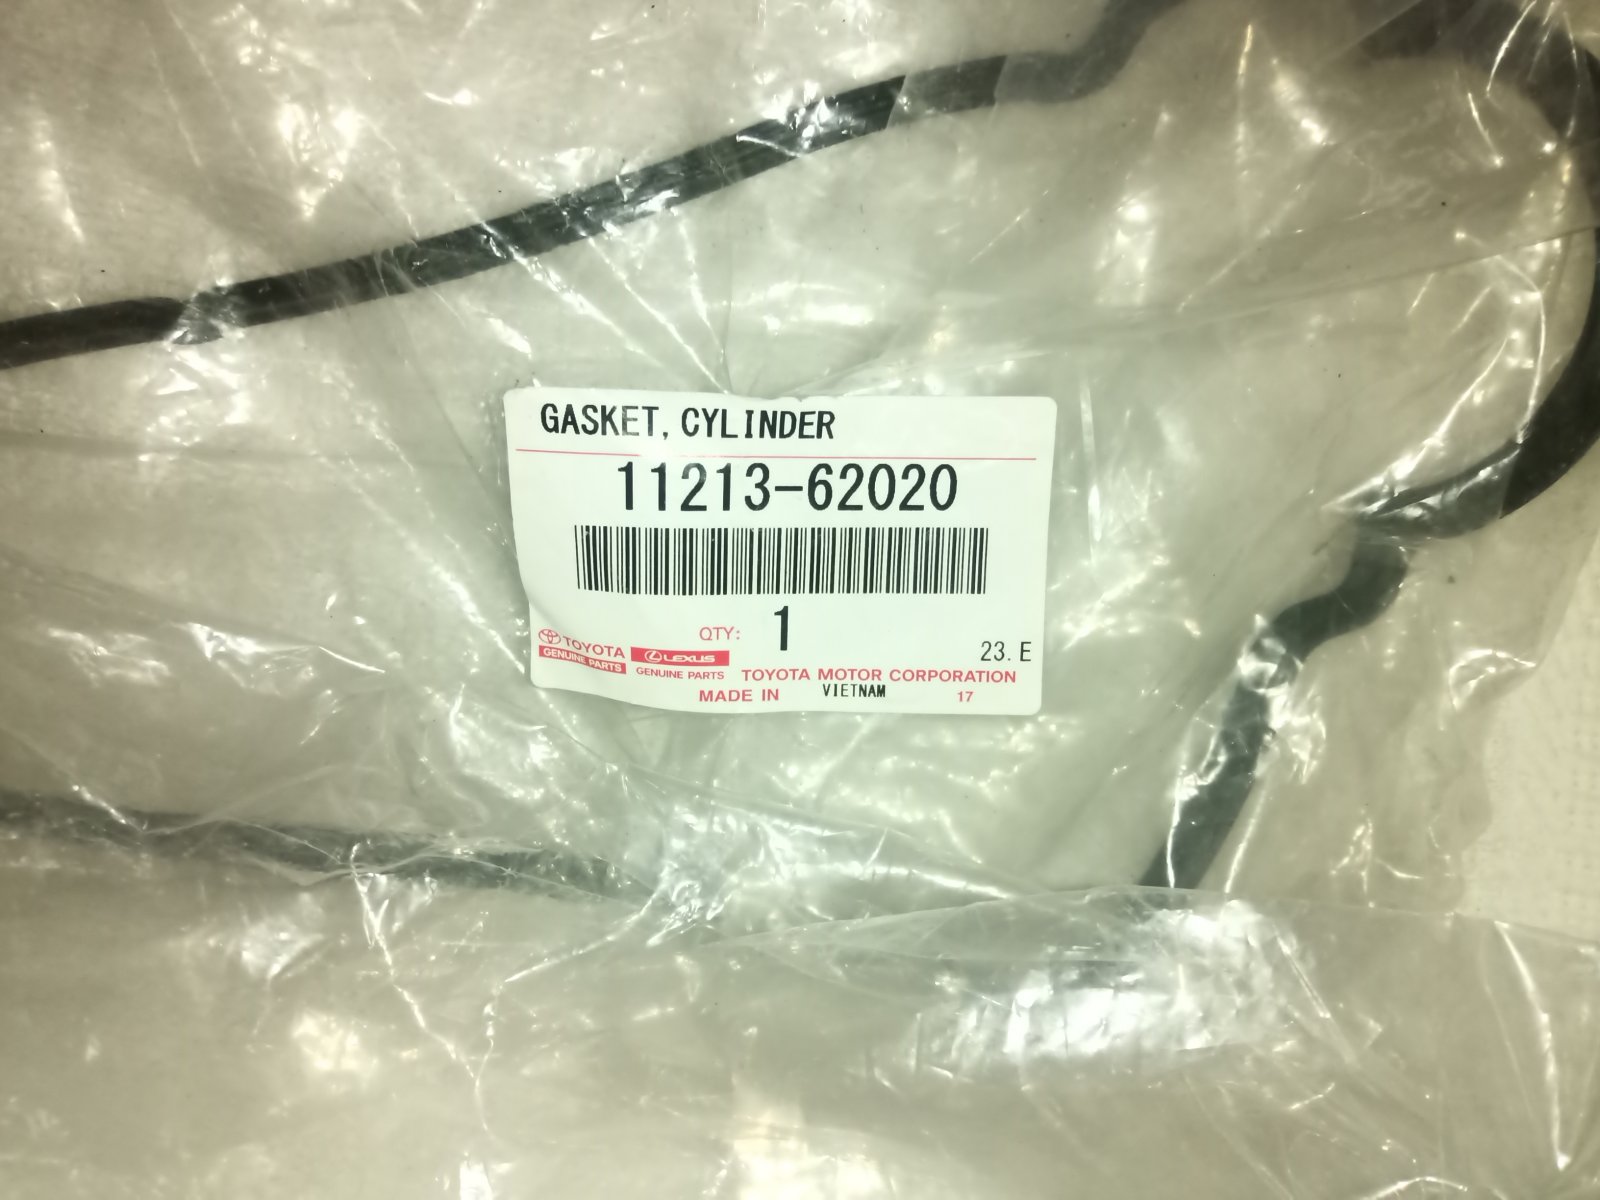 GASKET, CYLINDER
11213-62020
QTY: 1
TOYOTA
GENUINE PARTS
LEXUS
GENUINE PARTS
23. E
TOYOTA MOTOR CORPORATION
MADE IN VIETNAM 17